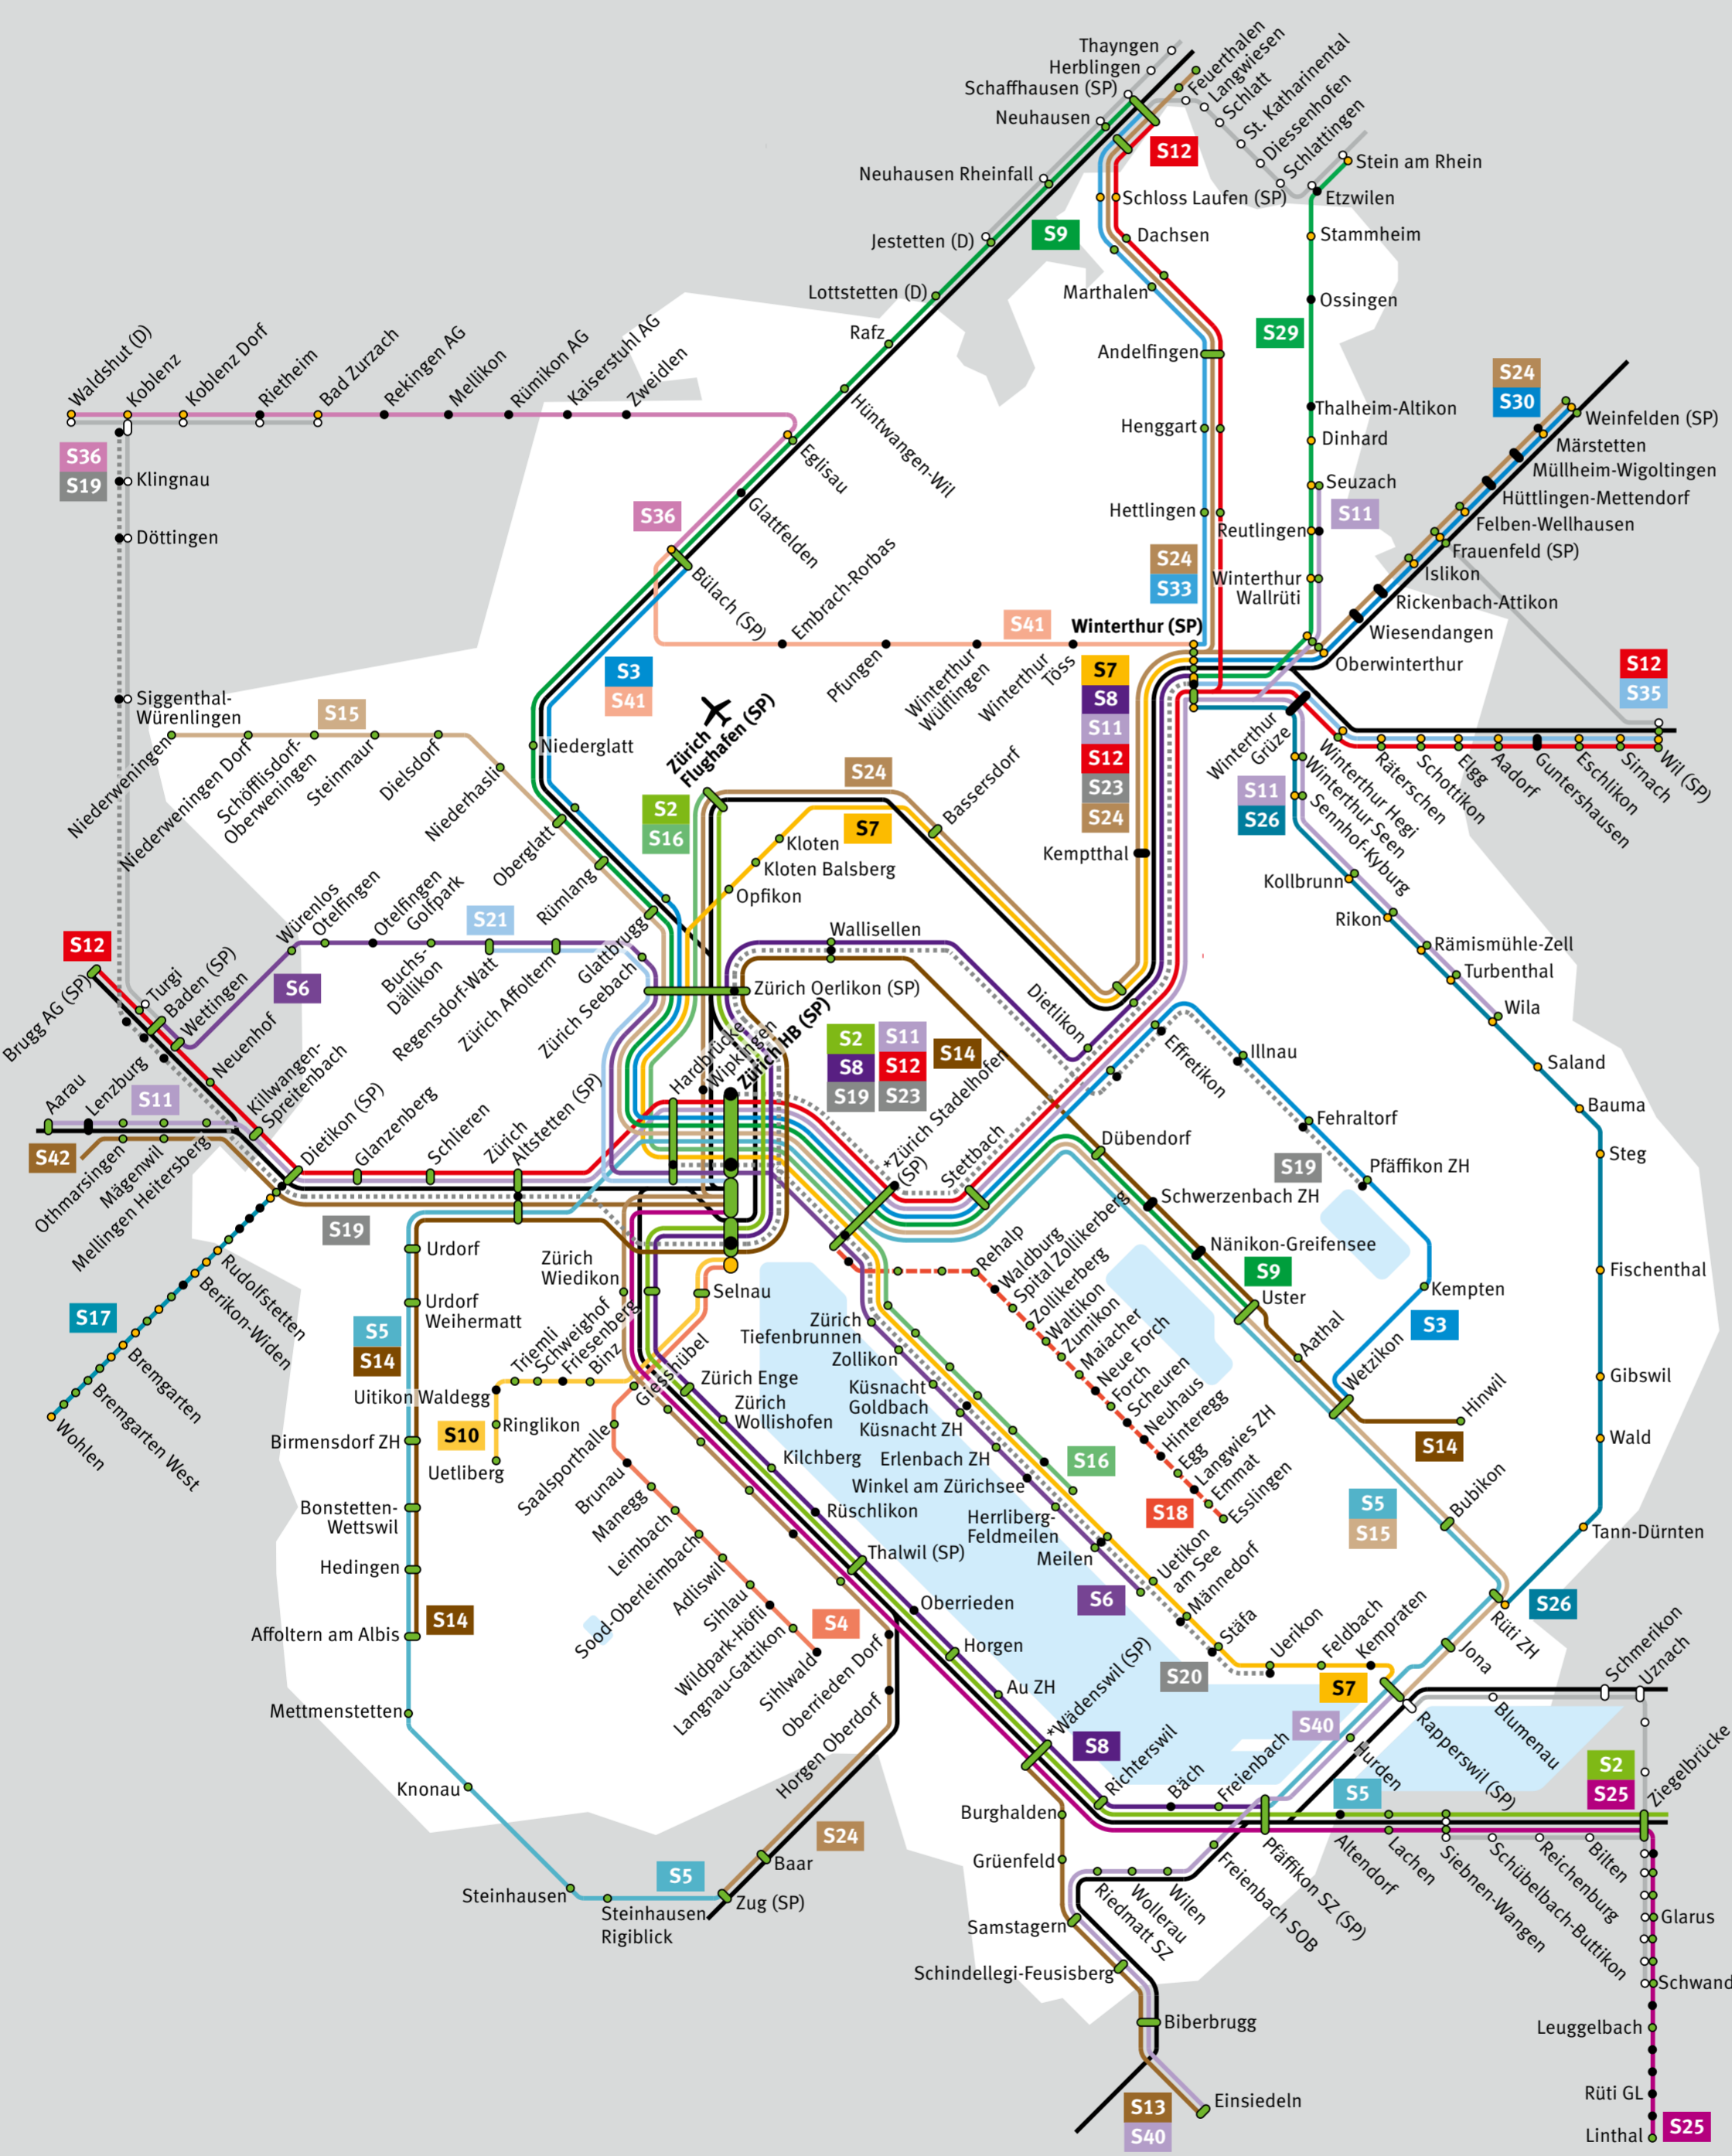 Thayngen
Herblingen
Schaffhausen (SP)
Neuhausen
Neuhausen Rheinfall
Jestetten (D)
Lottstetten (D)
Rafz
Hüntwangen-Wil
Eglisau
Glattfelden
Bülach (SP)
S9
S12
Feuerthalen
Langwiesen
Schlatt
St. Katharinental
Diessenhofen
Schlattingen
Stein am Rhein
Etzwilen
Stammheim
Ossingen
S29
Thalheim-Altikon
Dinhard
Seuzach
S11
Reutlingen
Winterthur
Wallrüti
Schloss Laufen (SP)
Dachsen
Marthalen
Andelfingen
Henggart
Hettlingen
S24
S33
Winterthur (SP)
S24
S30
Weinfelden (SP)
Märstetten
Müllheim-Wigoltingen
Hüttlingen-Mettendorf
Felben-Wellhausen
Frauenfeld (SP)
Islikon
Rickenbach-Attikon
Wiesendangen
Oberwinterthur
S12
S35
Waldshut (D)
Koblenz
Koblenz Dorf
Rietheim
Bad Zurzach
Rekingen AG
Mellikon
Rümikon AG
Kaiserstuhl AG
Zweidlen
S36
S19
Klingnau
Döttingen
Siggenthal-
Würenlingen
S36
Embrach-Rorbas
Pfungen
Winterthur
Wülflingen
Winterthur
Töss
S41
S3
S41
S7
S8
S11
S12
S23
S24
Winterthur
Grüze
Winterthur Hegi
Räterschen
Schottikon
Elgg
Aadorf
Guntershausen
Eschlikon
Sirnach
Wil (SP)
S11
S26
Winterthur Seen
Sennhof-Kyburg
Kollbrunn
Rikon
Rämismühle-Zell
Turbenthal
Wila
Saland
Bauma
Steg
Fischenthal
Gibswil
Wald
Tann-Dürnten
S26
S15
Niederweningen
Niederweningen Dorf
Schöfflisdorf-
Oberweningen
Steinmaur
Dielsdorf
Niederhasli
Niederglatt
Oberglatt
Rümlang
Glattbrugg
Zürich
Flughafen (SP)
S2
S16
S24
S7
Bassersdorf
Kloten
Kloten Balsberg
Opfikon
Kemptthal
Wallisellen
Dietlikon
Zürich Oerlikon (SP)
S12
Brugg AG (SP)
Turgi
Baden (SP)
Wettingen
Neuenhof
Killwangen-
Spreitenbach
S6
Würenlos
Otelfingen
Otelfingen
Golfpark
Buchs-
Dällikon
S21
Regensdorf-Watt
Zürich Affoltern
Zürich Seebach
Aarau
Lenzburg
S11
S42
Othmarsingen
Mägenwil
Mellingen Heitersberg
Dietikon (SP)
Glanzenberg
Schlieren
Zürich
Altstetten (SP)
S19
Hardbrücke
Wipkingen
Zürich HB (SP)
S2
S11
S8
S12
S19
S23
S14
*Zürich Stadelhofen
(SP)
Stettbach
Effretikon
Illnau
Fehraltorf
Pfäffikon ZH
S19
Kempten
S3
Dübendorf
Schwerzenbach ZH
Nänikon-Greifensee
S9
Uster
Aathal
Wetzikon
Hinwil
S14
Bubikon
S5
S15
Rüti ZH
Jona
S17
Rudolfstetten
Berikon-Widen
Bremgarten
Bremgarten West
Wohlen
S5
S14
Urdorf
Urdorf
Weihermatt
Birmensdorf ZH
Bonstetten-
Wettswil
Hedingen
Affoltern am Albis
S14
Mettmenstetten
Knonau
Steinhausen
Steinhausen
Rigiblick
S5
Zug (SP)
Baar
S24
Horgen Oberdorf
Oberrieden Dorf
Zürich
Wiedikon
Selnau
Giesshübel
Triemli
Schweighof
Friesenberg
Binz
Uitikon Waldegg
Ringlikon
Uetliberg
S10
Saalsporthalle
Brunau
Manegg
Leimbach
Sood-Oberleimbach
Adliswil
Sihlau
Wildpark-Höfli
Langnau-Gattikon
Sihlwald
S4
Zürich Enge
Zürich
Wollishofen
Kilchberg
Rüschlikon
Thalwil (SP)
Oberrieden
Horgen
Au ZH
*Wädenswil (SP)
S8
Richterswil
Bäch
Freienbach
Rehalp
Waldburg
Spital Zollikerberg
Zollikerberg
Waltikon
Zumikon
Maiacher
Neue Forch
Forch
Scheuren
Neuhaus
Hinteregg
Egg
Langwies ZH
Emmat
Esslingen
S18
Zürich
Tiefenbrunnen
Zollikon
Küsnacht
Goldbach
Küsnacht ZH
Erlenbach ZH
Winkel am Zürichsee
Herrliberg-
Feldmeilen
Meilen
S16
S6
Uetikon
am See
Männedorf
Stäfa
S20
Uerikon
Feldbach
Kempraten
S7
S40
Hurden
Rapperswil (SP)
Blumenau
Schmerikon
Uznach
Ziegelbrücke
S2
S25
S5
Pfäffikon SZ (SP)
Altendorf
Lachen
Siebnen-Wangen
Schübelbach-Buttikon
Reichenburg
Bilten
Freienbach SOB
Wilen
Wollerau
Riedmatt SZ
Burghalden
Grüenfeld
Samstagern
Schindellegi-Feusisberg
Biberbrugg
Einsiedeln
S13
S40
Glarus
Schwand
Leuggelbach
Rüti GL
Linthal
S25